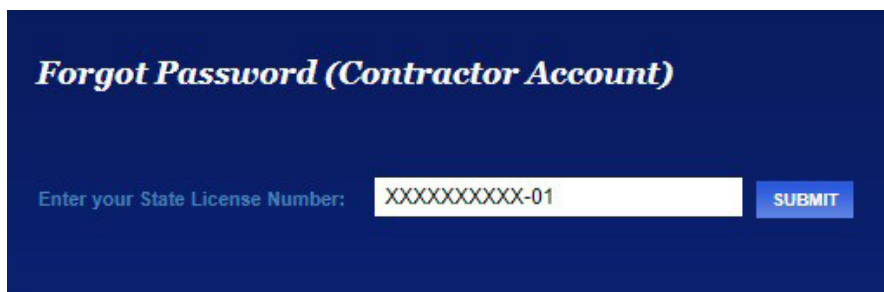 Forgot Password (Contractor Account)
Enter your State License Number: XXXXXXXXXX-01 SUBMIT